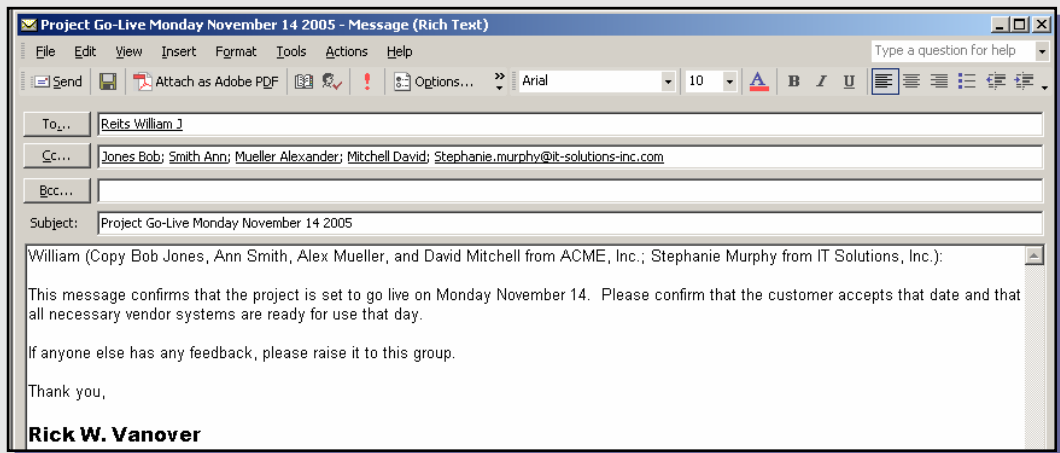 Project Go-Live Monday November 14 2005 - Message (Rich Text)
File Edit View Insert Format Tools Actions Help Type a question for help
Send Attach as Adobe PDF Options... Arial 10 A B I U
To... Reits William J
Cc... Jones Bob; Smith Ann; Mueller Alexander; Mitchell David; Stephanie.murphy@it-solutions-inc.com
Bcc...
Subject: Project Go-Live Monday November 14 2005
William (Copy Bob Jones, Ann Smith, Alex Mueller, and David Mitchell from ACME, Inc.; Stephanie Murphy from IT Solutions, Inc.):
This message confirms that the project is set to go live on Monday November 14. Please confirm that the customer accepts that date and that
all necessary vendor systems are ready for use that day.
If anyone else has any feedback, please raise it to this group.
Thank you,
Rick W. Vanover